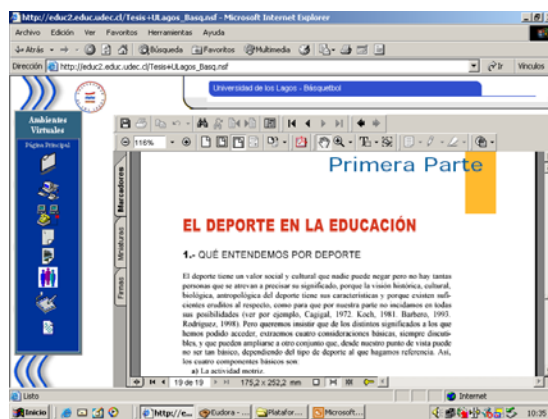 http://educ2.educ.udec.cl/Tesis+ULagos_Basq.nsf - Microsoft Internet Explorer
Archivo Edición Ver Favoritos Herramientas Ayuda
Atrás Búsqueda Favoritos Multimedia
Dirección http://educ2.educ.udec.cl/Tesis+ULagos_Basq.nsf Ir Vínculos
Universidad de los Lagos - Básquetbol
Ambientes
Virtuales
Página Principal
116%
Marcadores
Miniaturas
Firmas
Primera Parte
EL DEPORTE EN LA EDUCACIÓN
1.- QUÉ ENTENDEMOS POR DEPORTE
El deporte tiene un valor social y cultural que nadie puede negar pero no hay tantas
personas que se atrevan a precisar su significado, porque la visión histórica, cultural,
biológica, antropológica del deporte tiene sus características y porque existen sufi-
cientes eruditos al respecto, como para que por nuestra parte no incidamos en todas
sus posibilidades (ver por ejemplo, Cagigal, 1972. Koch, 1981. Barbero, 1993.
Rodríguez, 1998). Pero queremos insistir que de los distintos significados a los que
hemos podido acceder, extraemos cuatro consideraciones básicas, siempre discuti-
bles, y que pueden ampliarse a otro conjunto que, desde nuestro punto de vista puede
no ser tan básico, dependiendo del tipo de deporte al que hagamos referencia. Así,
los cuatro componentes básicos son:
a) La actividad motriz.
19 de 19 175,2 x 252,2 mm
Listo Internet
Inicio http://e... Eudora - ... Platafor... Microsoft... 10:35